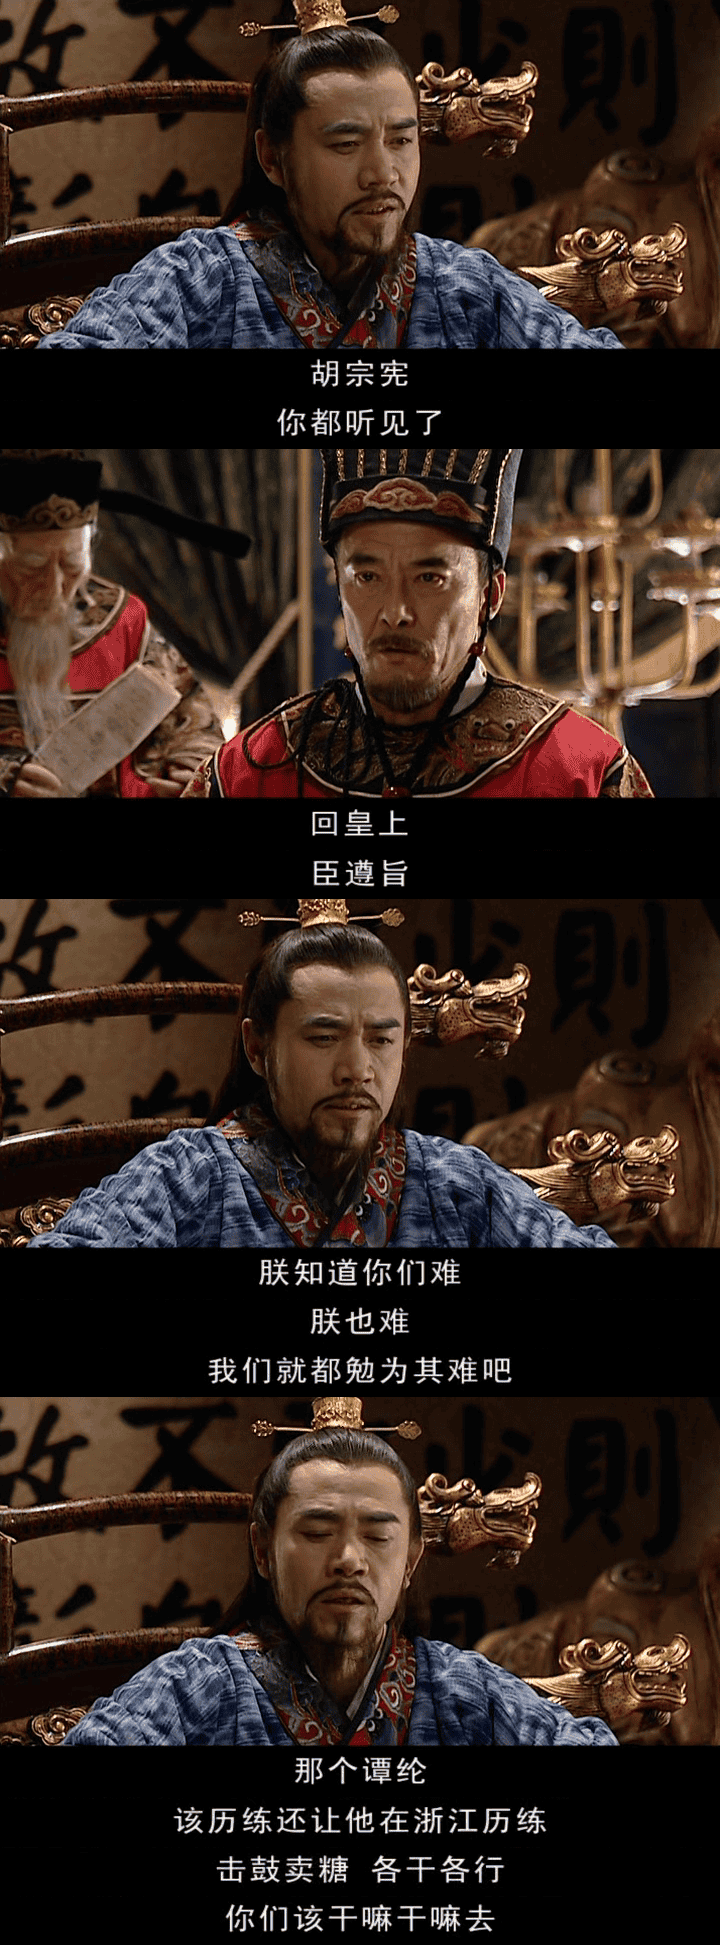 胡宗宪
你都听见了
回皇上
臣遵旨
朕知道你们难
朕也难
我们就都勉为其难吧
那个谭纶
该历练还让他在浙江历练
击鼓卖糖 各干各行
你们该干嘛干嘛去